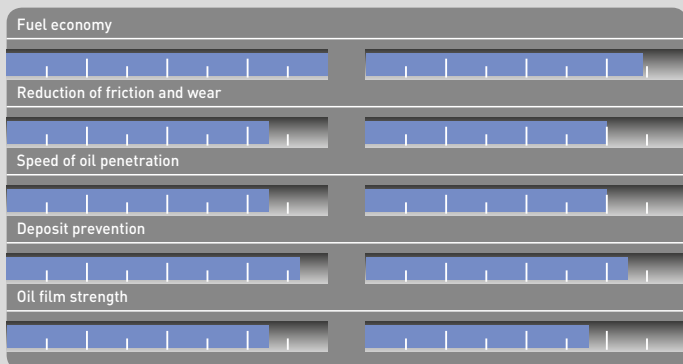 Fuel economy
Reduction of friction and wear
Speed of oil penetration
Deposit prevention
Oil film strength